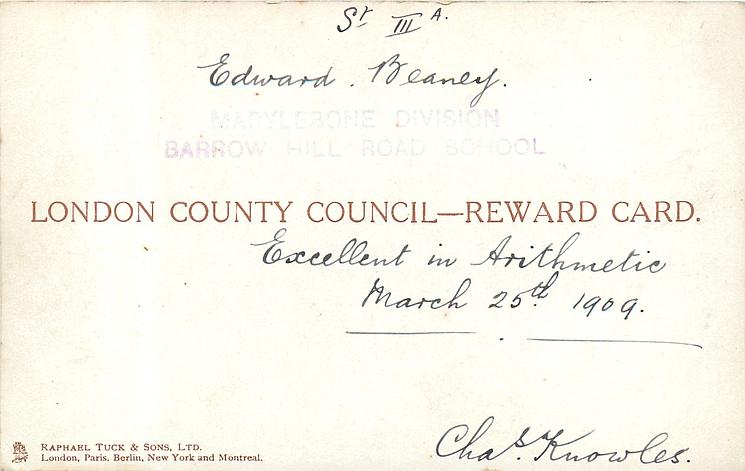 St III A.
Edward. Beaney.
MARYLEBONE DIVISION
BARROW HILL ROAD SCHOOL
LONDON COUNTY COUNCIL—REWARD CARD.
Excellent in Arithmetic
March 25th 1909.
Chas. Knowles.
RAPHAEL TUCK & SONS, LTD.
London, Paris, Berlin, New York and Montreal.